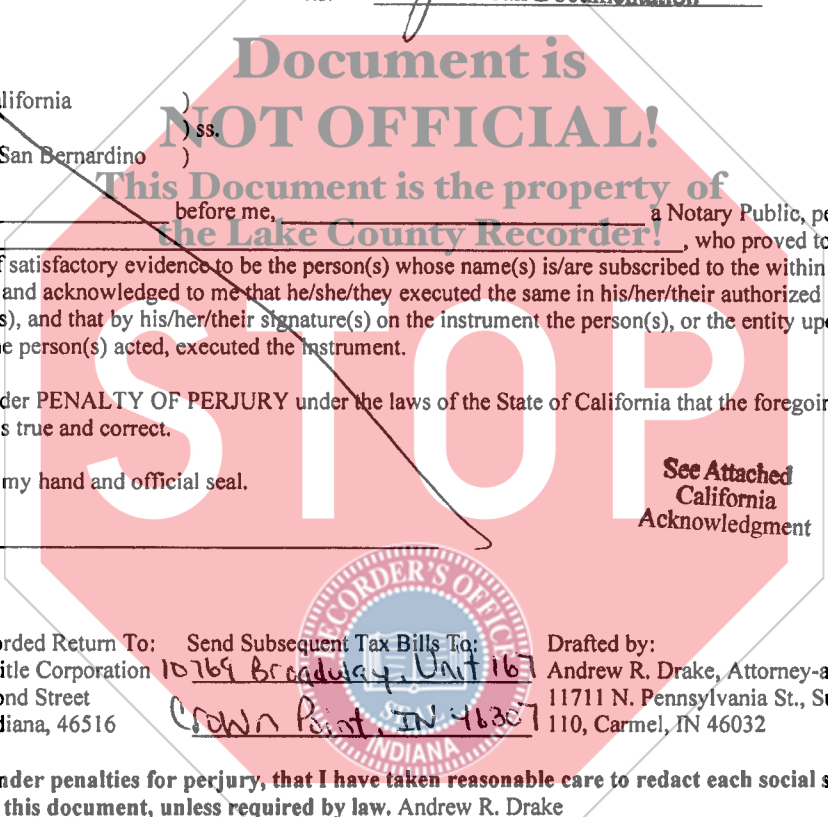 Document is
NOT OFFICIAL!
This Document is the property of
the Lake County Recorder!
STOP
lifornia )
) ss.
San Bernardino )
before me, a Notary Public, pe
, who proved to
f satisfactory evidence to be the person(s) whose name(s) is/are subscribed to the within
and acknowledged to me that he/she/they executed the same in his/her/their authorized
s), and that by his/her/their signature(s) on the instrument the person(s), or the entity upo
e person(s) acted, executed the instrument.
der PENALTY OF PERJURY under the laws of the State of California that the foregoin
s true and correct.
my hand and official seal.
See Attached
California
Acknowledgment
RECORDER'S OFFICE
SEAL
INDIANA
orded Return To: Send Subsequent Tax Bills To: Drafted by:
itle Corporation 10769 Broadway, Unit 167 Andrew R. Drake, Attorney-a
ond Street Crown Point, IN 46307 11711 N. Pennsylvania St., Su
diana, 46516 110, Carmel, IN 46032
nder penalties for perjury, that I have taken reasonable care to redact each social s
this document, unless required by law. Andrew R. Drake